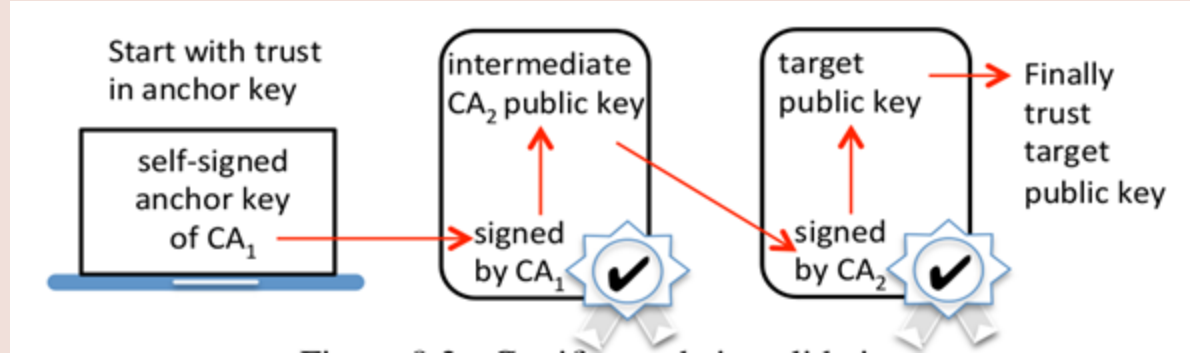 Start with trust
in anchor key
self-signed
anchor key
of CA1
intermediate
CA2 public key
signed
by CA1
target
public key
signed
by CA2
Finally
trust
target
public key